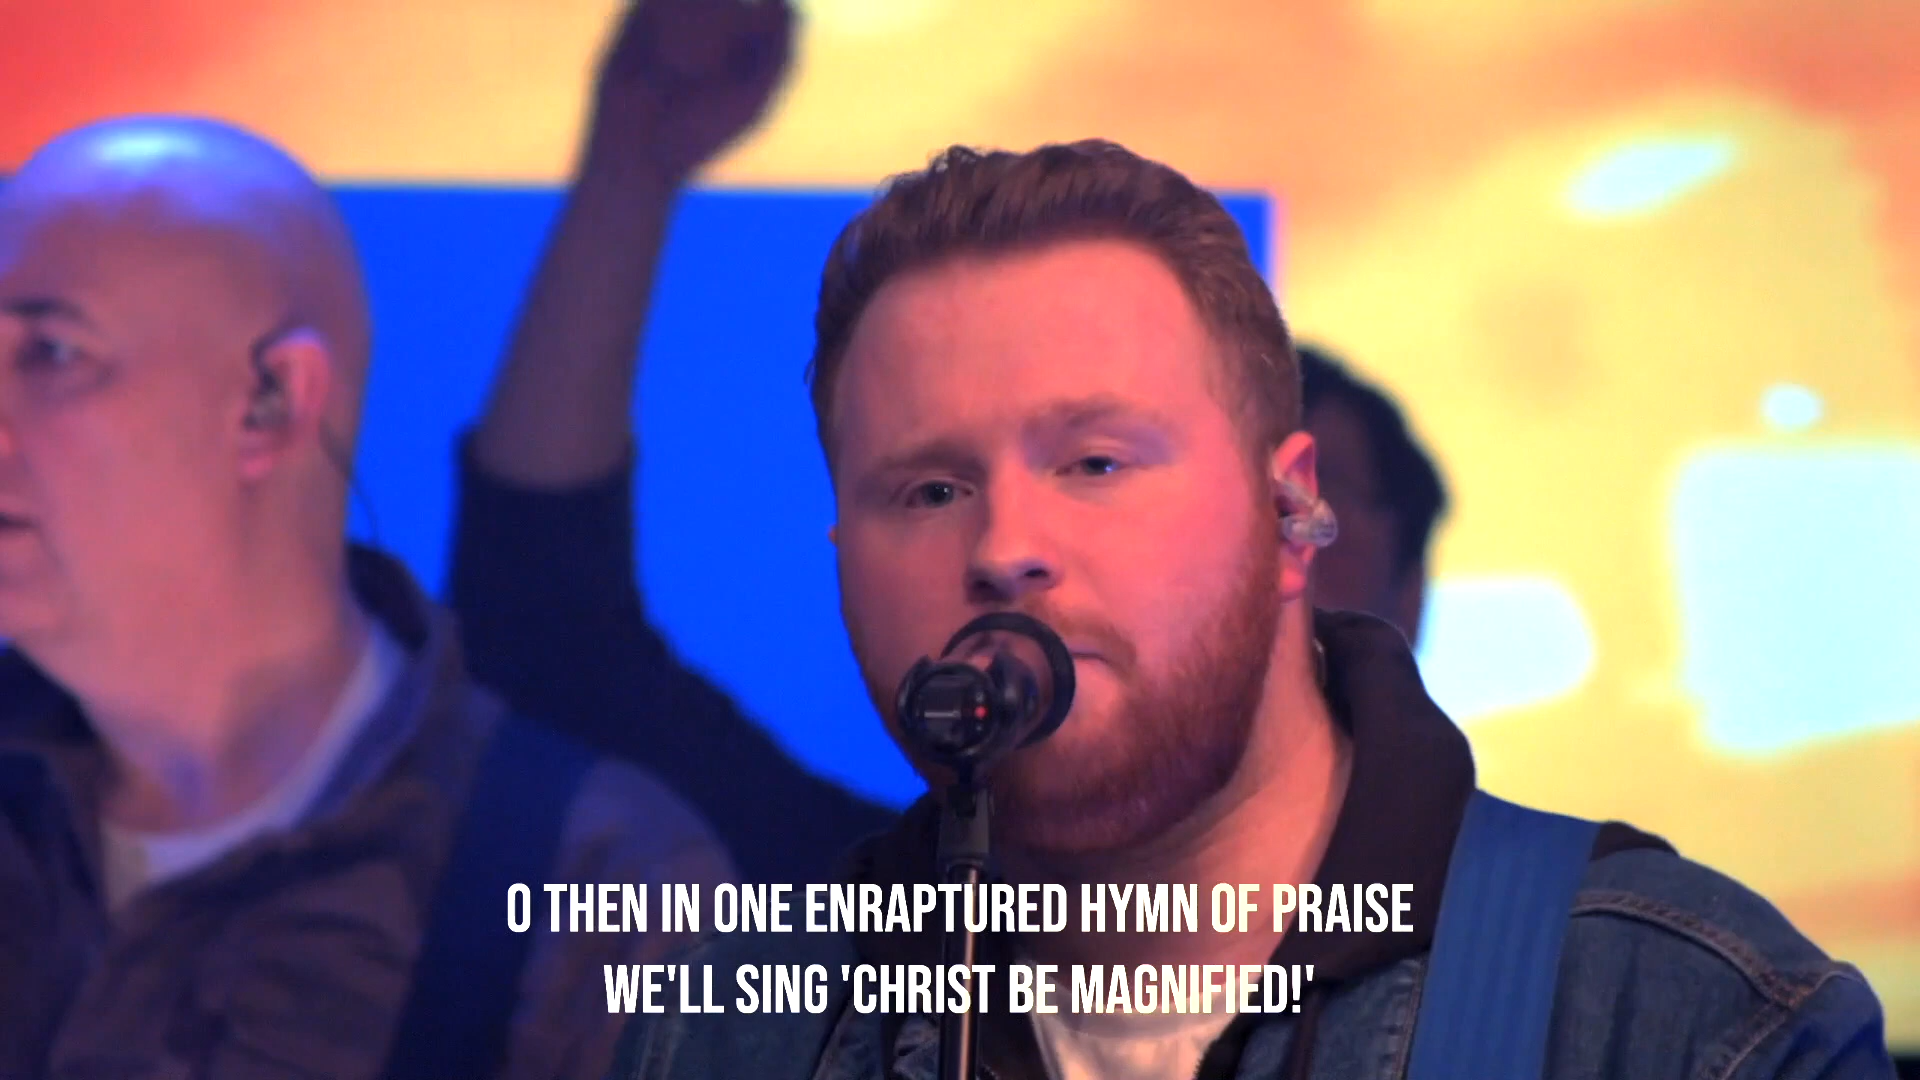 O THEN IN ONE ENRAPTURED HYMN OF PRAISE
WE'LL SING 'CHRIST BE MAGNIFIED!'